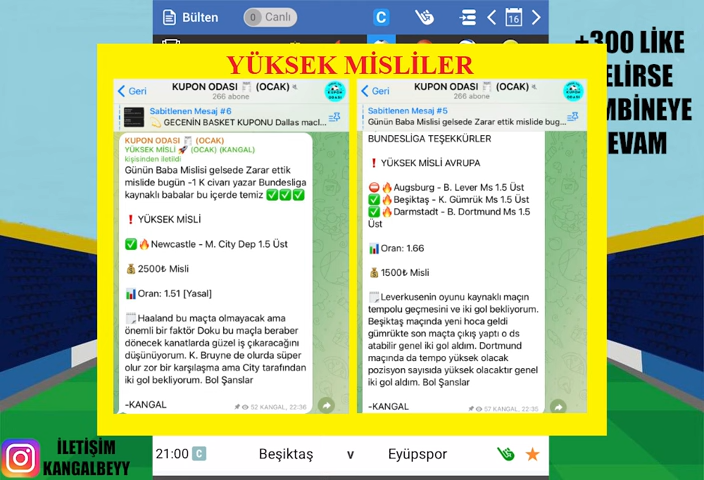 Bülten
0 Canlı
C
16
+300 LİKE
GELİRSE
KOMBİNEYE
DEVAM
YÜKSEK MİSLİLER
Geri
KUPON ODASI (OCAK)
266 abone
Sabitlenen Mesaj #6
GECENİN BASKET KUPONU Dallas macl...
KUPON ODASI (OCAK)
YÜKSEK MİSLİ 🚀 (OCAK) (KANGAL)
kişisinden iletildi
Günün Baba Mislisi gelsede Zarar ettik
mislide bugün -1 K civarı yazar Bundesliga
kaynaklı babalar bu içerde temiz ✅✅✅
❗ YÜKSEK MİSLİ
✅🔥Newcastle - M. City Dep 1.5 Üst
💰2500₺ Misli
📊Oran: 1.51 [Yasal]
🗒Haaland bu maçta olmayacak ama
önemli bir faktör Doku bu maçla beraber
dönecek kanatlarda güzel iş çıkaracağını
düşünüyorum. K. Bruyne de olurda süper
olur zor bir karşılaşma ama City tarafından
iki gol bekliyorum. Bol Şanslar
-KANGAL
52 KANGAL, 22:36
Geri
KUPON ODASI (OCAK)
266 abone
Sabitlenen Mesaj #5
Günün Baba Mislisi gelsede Zarar ettik mislide bug...
BUNDESLİGA TEŞEKKÜRLER
❗ YÜKSEK MİSLİ AVRUPA
⛔🔥Augsburg - B. Lever Ms 1.5 Üst
✅🔥Beşiktaş - K. Gümrük Ms 1.5 Üst
✅🔥Darmstadt - B. Dortmund Ms 1.5
Üst
📊Oran: 1.66
💰1500₺ Misli
🗒Leverkusenin oyunu kaynaklı maçın
tempolu geçmesini ve iki gol bekliyorum.
Beşiktaş maçında yeni hoca geldi
gümrükte son maçta çıkış yaptı o ds
atabilir genel iki gol aldım. Dortmund
maçında da tempo yüksek olacak
pozisyon sayısıda yüksek olacaktır genel
iki gol aldım. Bol Şanslar
-KANGAL
57 KANGAL, 22:35
21:00 C Beşiktaş v Eyüpspor
İLETİŞİM
KANGALBEYY